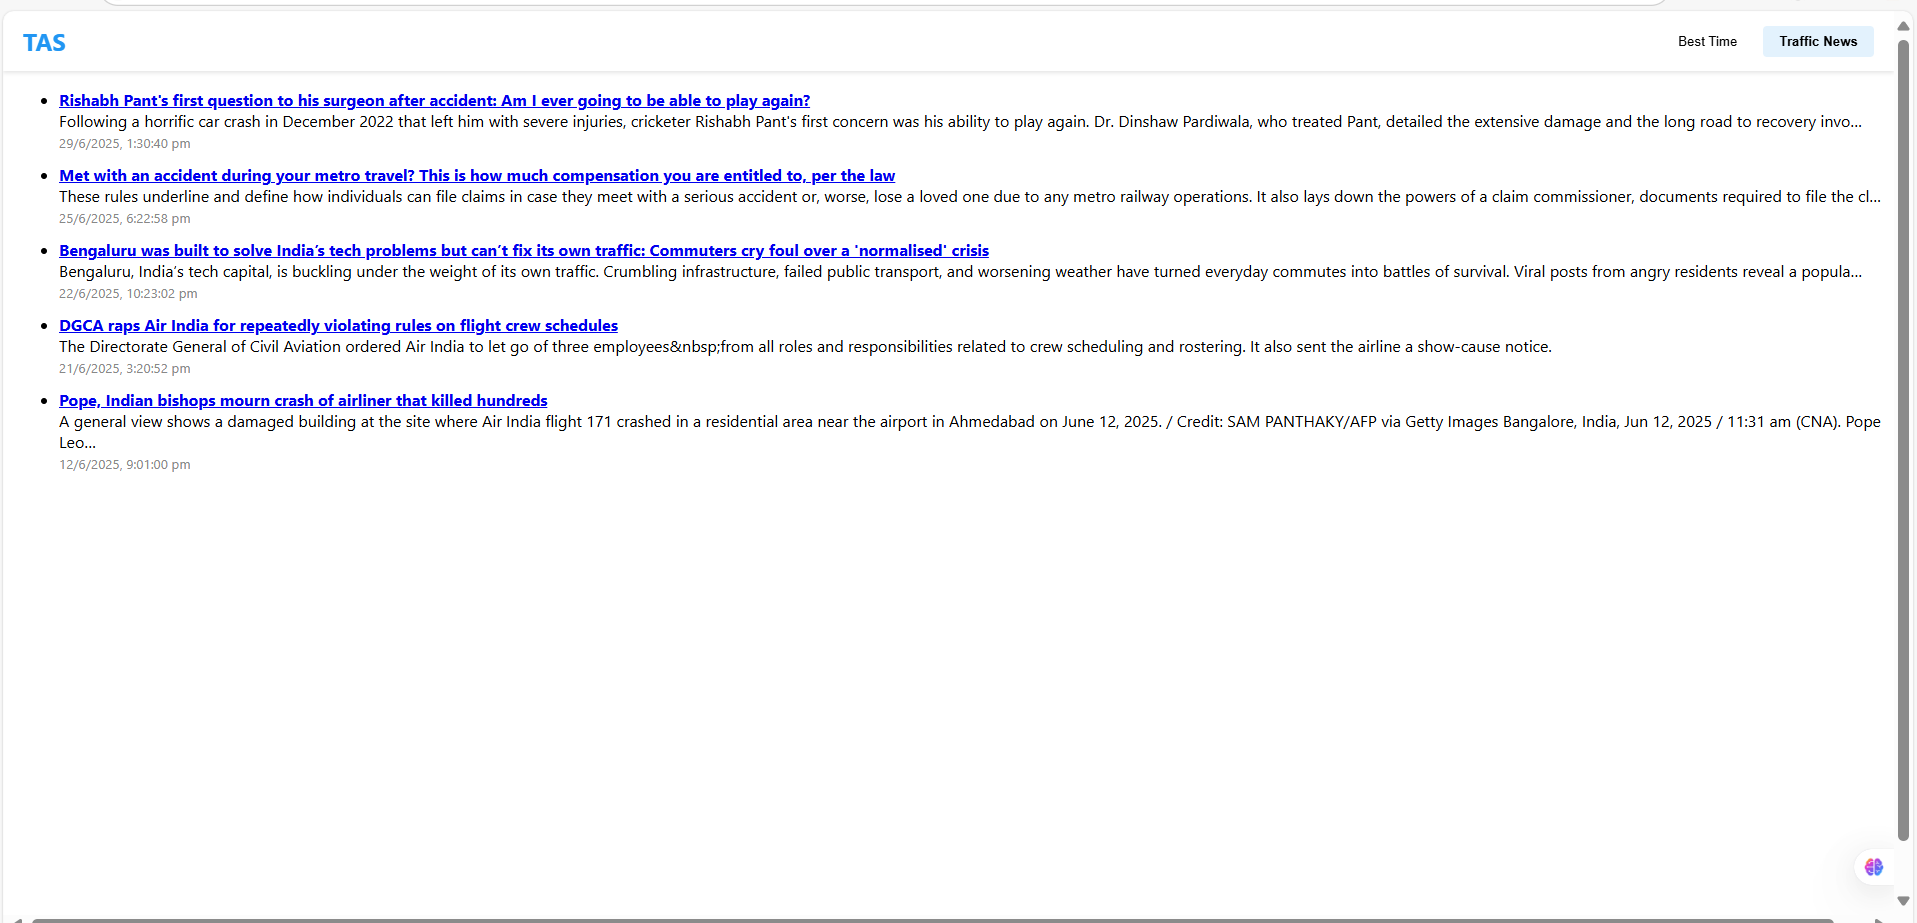 TAS
Best Time
Traffic News
Rishabh Pant's first question to his surgeon after accident: Am I ever going to be able to play again?
Following a horrific car crash in December 2022 that left him with severe injuries, cricketer Rishabh Pant's first concern was his ability to play again. Dr. Dinshaw Pardiwala, who treated Pant, detailed the extensive damage and the long road to recovery invo...
29/6/2025, 1:30:40 pm
Met with an accident during your metro travel? This is how much compensation you are entitled to, per the law
These rules underline and define how individuals can file claims in case they meet with a serious accident or, worse, lose a loved one due to any metro railway operations. It also lays down the powers of a claim commissioner, documents required to file the cl...
25/6/2025, 6:22:58 pm
Bengaluru was built to solve India’s tech problems but can’t fix its own traffic: Commuters cry foul over a 'normalised' crisis
Bengaluru, India’s tech capital, is buckling under the weight of its own traffic. Crumbling infrastructure, failed public transport, and worsening weather have turned everyday commutes into battles of survival. Viral posts from angry residents reveal a popula...
22/6/2025, 10:23:02 pm
DGCA raps Air India for repeatedly violating rules on flight crew schedules
The Directorate General of Civil Aviation ordered Air India to let go of three employees&nbsp;from all roles and responsibilities related to crew scheduling and rostering. It also sent the airline a show-cause notice.
21/6/2025, 3:20:52 pm
Pope, Indian bishops mourn crash of airliner that killed hundreds
A general view shows a damaged building at the site where Air India flight 171 crashed in a residential area near the airport in Ahmedabad on June 12, 2025. / Credit: SAM PANTHAKY/AFP via Getty Images Bangalore, India, Jun 12, 2025 / 11:31 am (CNA). Pope
Leo...
12/6/2025, 9:01:00 pm